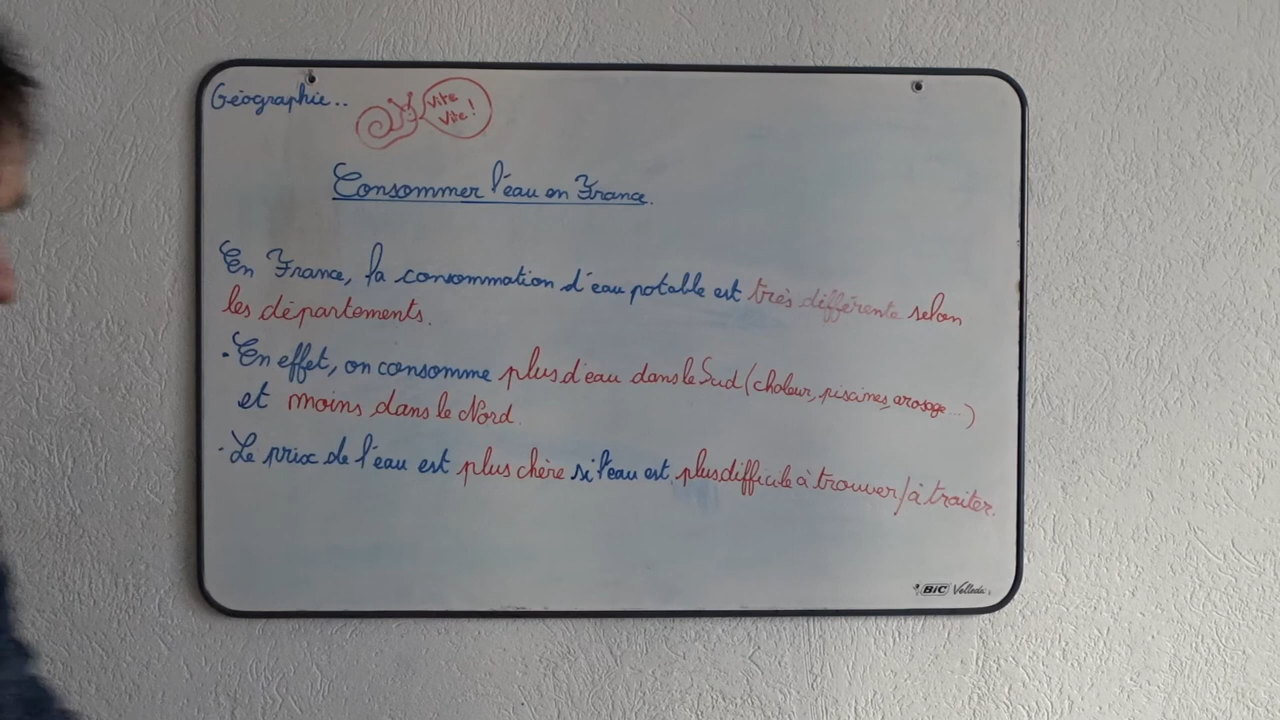 Géographie..
Vite
Vite!
Consommer l'eau en France.
En France, la consommation d'eau potable est très différente selon
les départements.
- En effet, on consomme plus d'eau dans le Sud (chaleur, piscines, arosage...)
et moins dans le Nord.
- Le prix de l'eau est plus chère si l'eau est plus difficile à trouver/à traiter.
BIC Velleda